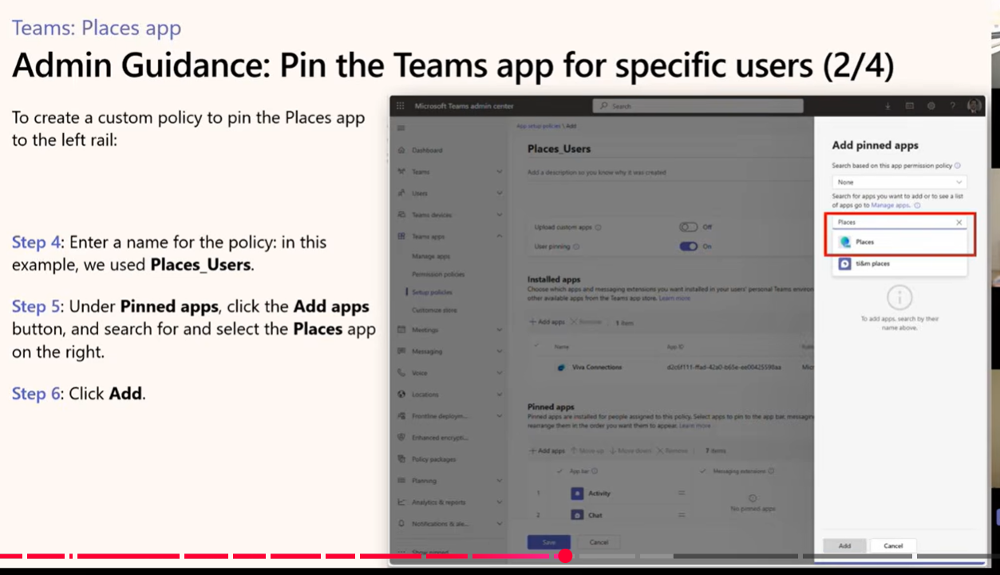 Teams: Places app
Admin Guidance: Pin the Teams app for specific users (2/4)
To create a custom policy to pin the Places app
to the left rail:
Step 4: Enter a name for the policy: in this
example, we used Places_Users.
Step 5: Under Pinned apps, click the Add apps
button, and search for and select the Places app
on the right.
Step 6: Click Add.
Microsoft Teams admin center
Search
Dashboard
Teams
Users
Teams devices
Teams apps
Manage apps
Permission policies
Setup policies
Customize store
Meetings
Messaging
Voice
Locations
Frontline deploym...
Enhanced encrypti...
Policy packages
Planning
Analytics & reports
Notifications & ale...
App setup policies \ Add
Places_Users
Add a description so you know why it was created
Upload custom apps
Off
User pinning
On
Installed apps
Choose which apps and messaging extensions you want installed in your users' personal Teams environ
other available apps from the Teams app store. Learn more
+ Add apps
Remove
1 item
Name
App ID
Viva Connections
Micr
Pinned apps
Pinned apps are installed for people assigned to this policy. Select apps to pin to the app bar, messaging
rearrange them in the order you want them to appear. Learn more
+ Add apps
Move up
Move down
Remove
7 items
App bar
Messaging extensions
1
Activity
2
Chat
No pinned apps
Save
Cancel
Add pinned apps
Search based on this app permission policy
None
Search for apps you want to add or to see a list
of apps go to Manage apps.
Places
Places
ti&m places
To add apps, search by their
name above.
Add
Cancel